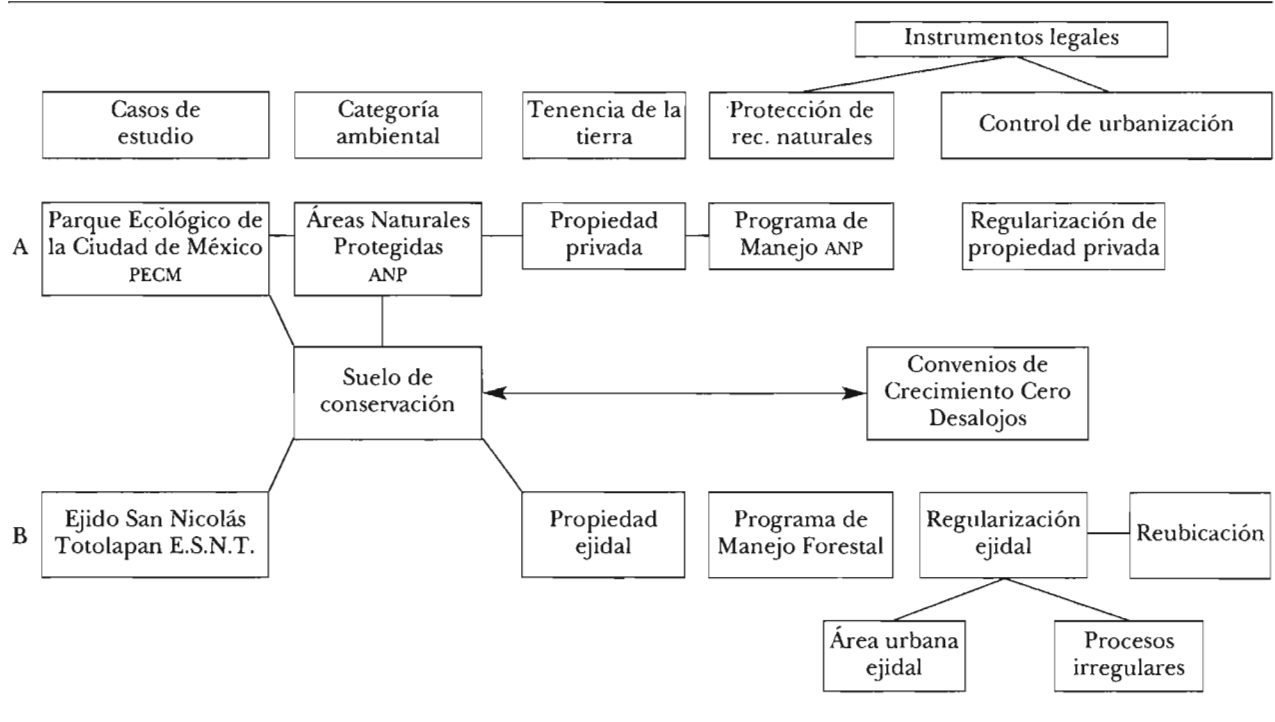 Instrumentos legales
Casos de
estudio
Categoría
ambiental
Tenencia de la
tierra
Protección de
rec. naturales
Control de urbanización
A
Parque Ecológico de
la Ciudad de México
PECM
Áreas Naturales
Protegidas
ANP
Propiedad
privada
Programa de
Manejo ANP
Regularización de
propiedad privada
Suelo de
conservación
Convenios de
Crecimiento Cero
Desalojos
B
Ejido San Nicolás
Totolapan E.S.N.T.
Propiedad
ejidal
Programa de
Manejo Forestal
Regularización
ejidal
Reubicación
Área urbana
ejidal
Procesos
irregulares